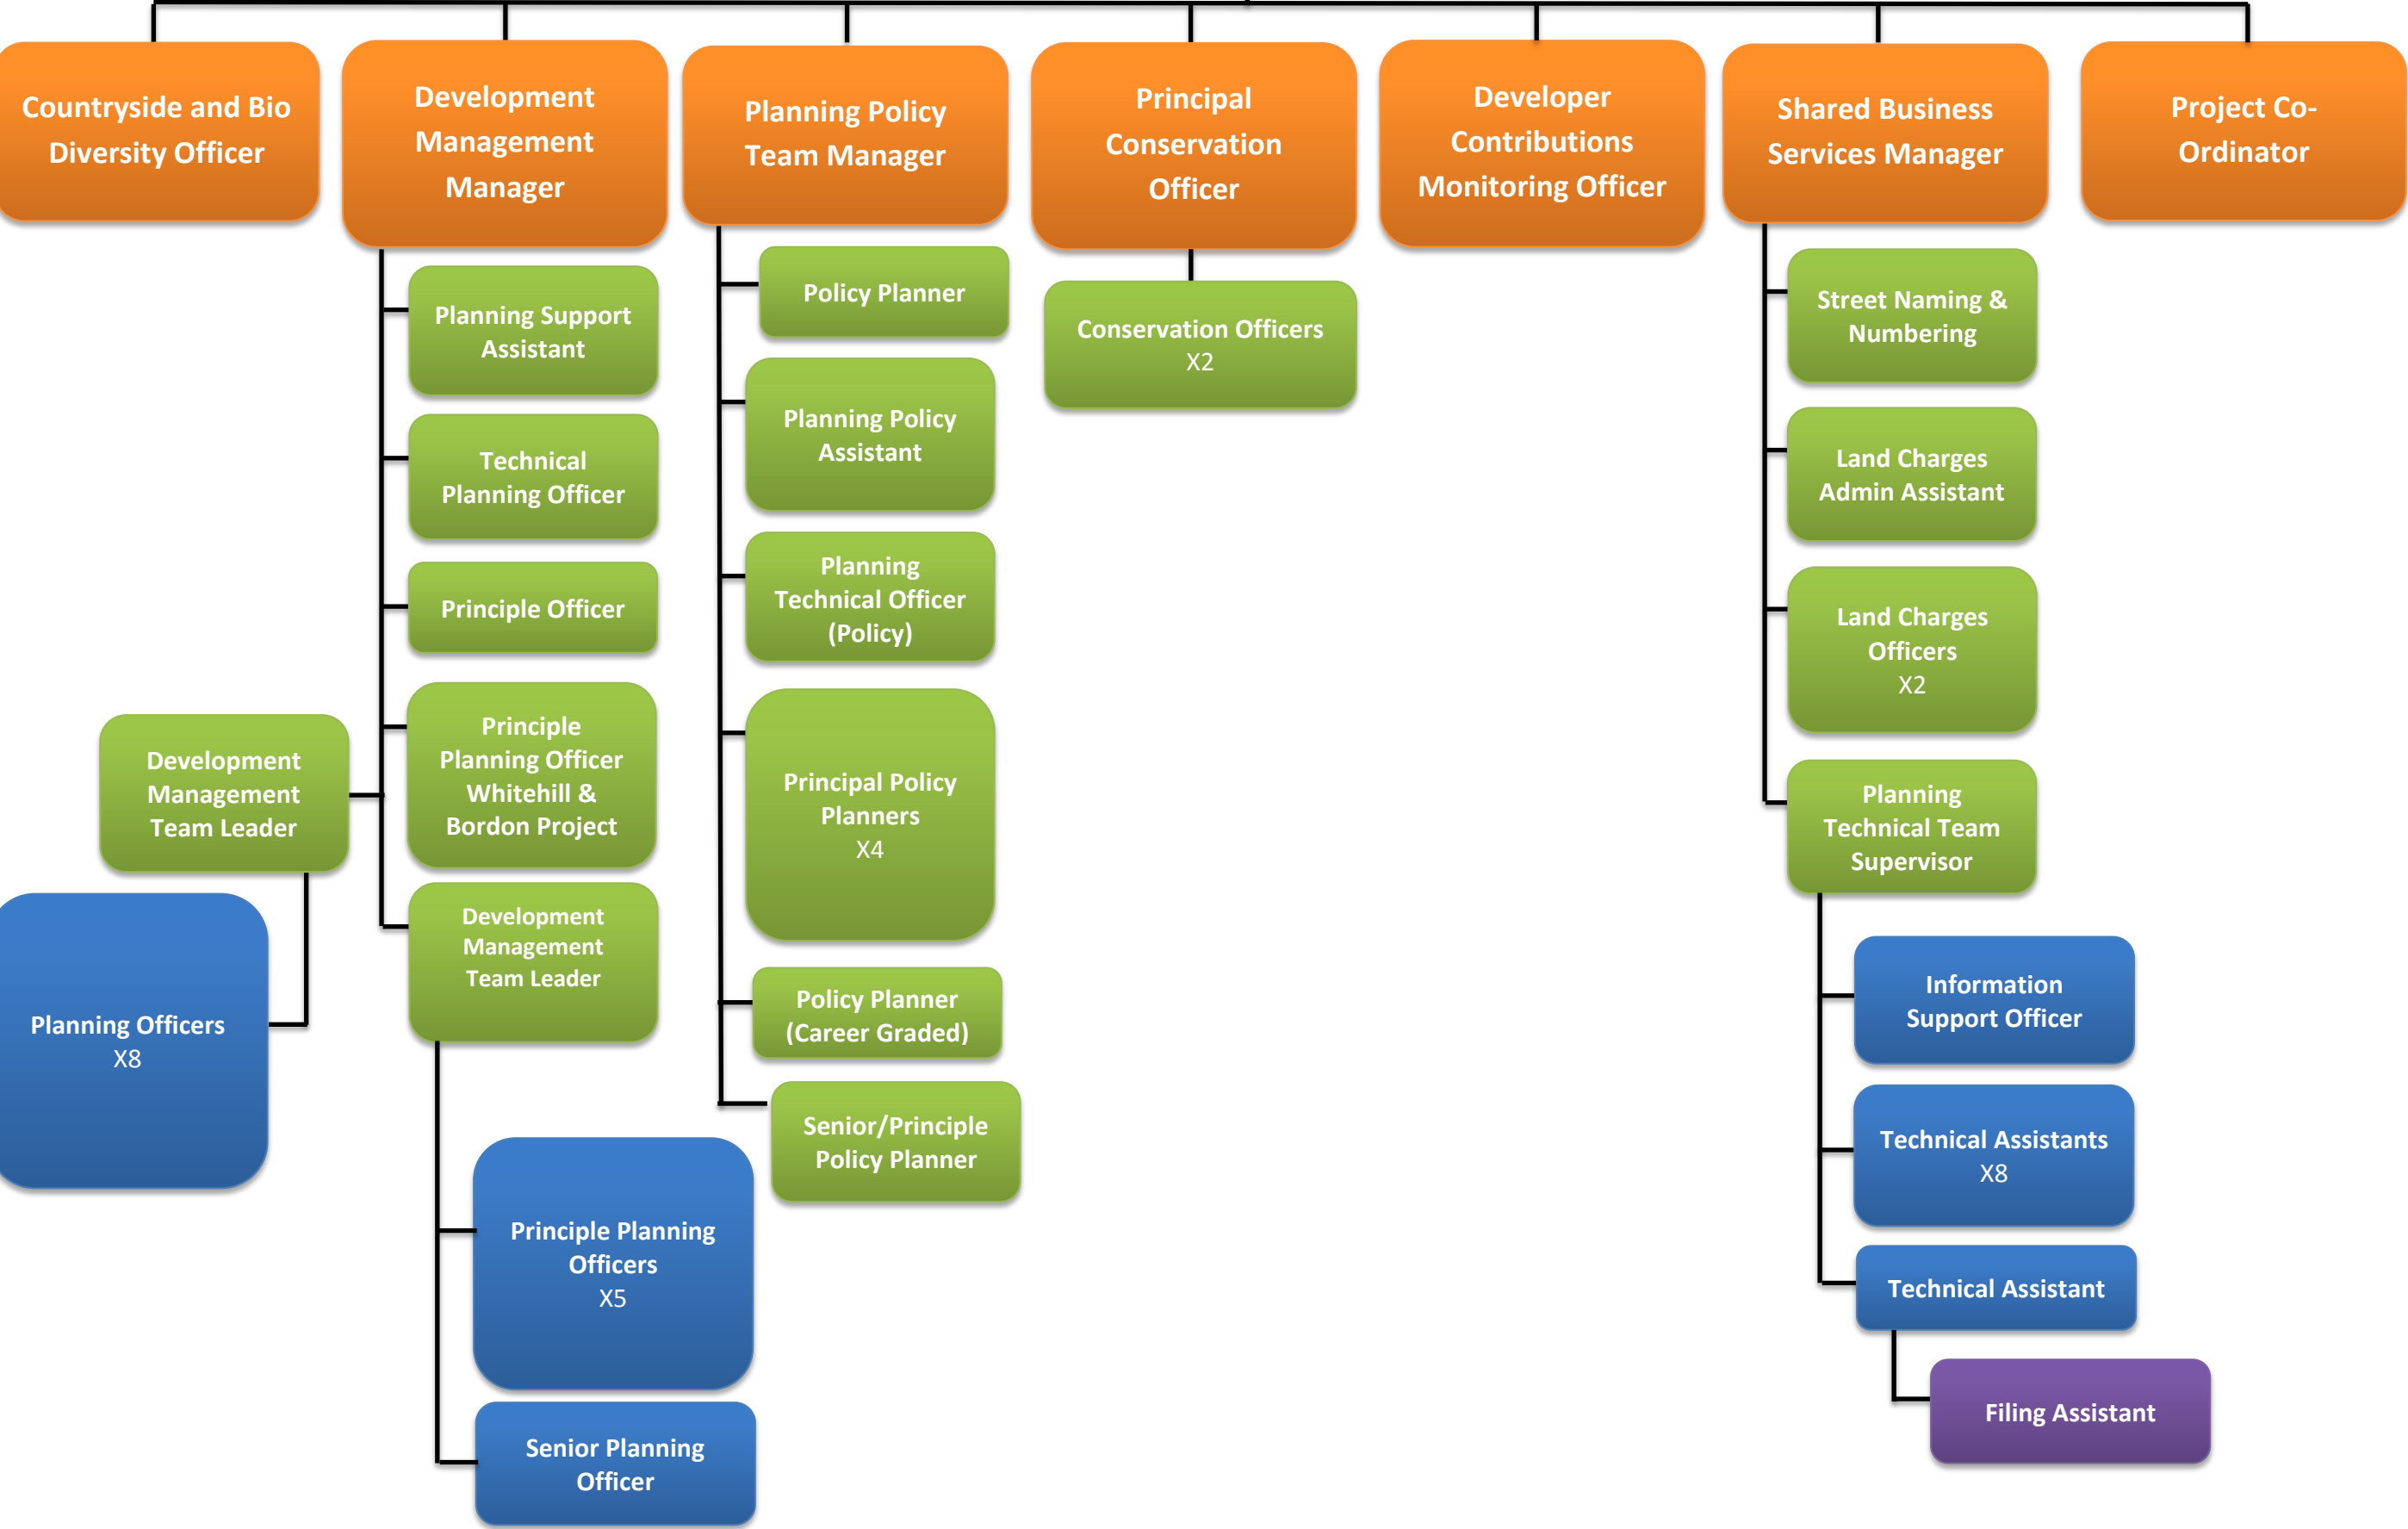 Countryside and Bio
Diversity Officer
Development
Management
Manager
Planning Policy
Team Manager
Principal
Conservation
Officer
Developer
Contributions
Monitoring Officer
Shared Business
Services Manager
Project Co-
Ordinator
Planning Support
Assistant
Technical
Planning Officer
Principle Officer
Principle
Planning Officer
Whitehill &
Bordon Project
Development
Management
Team Leader
Planning Officers
X8
Development
Management
Team Leader
Principle Planning
Officers
X5
Senior Planning
Officer
Policy Planner
Planning Policy
Assistant
Planning
Technical Officer
(Policy)
Principal Policy
Planners
X4
Policy Planner
(Career Graded)
Senior/Principle
Policy Planner
Conservation Officers
X2
Street Naming &
Numbering
Land Charges
Admin Assistant
Land Charges
Officers
X2
Planning
Technical Team
Supervisor
Information
Support Officer
Technical Assistants
X8
Technical Assistant
Filing Assistant